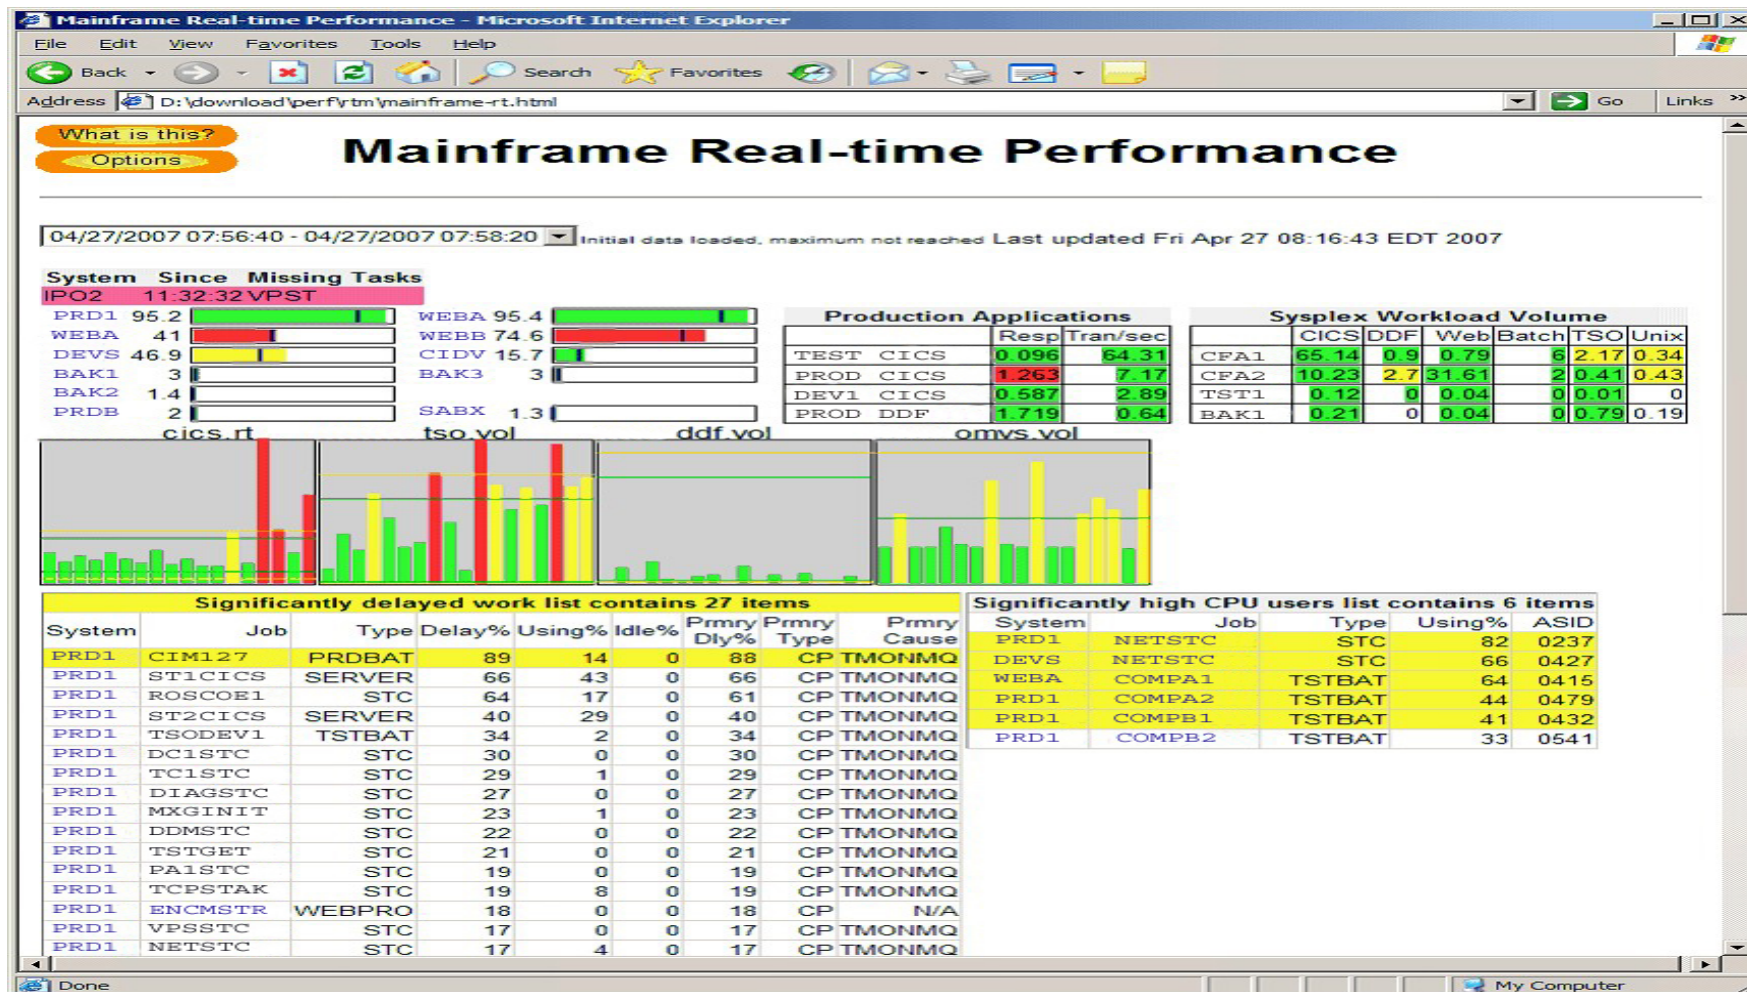 Mainframe Real-time Performance - Microsoft Internet Explorer
File Edit View Favorites Tools Help
Back Search Favorites
Address D:\download\perf\rtm\mainframe-rt.html Go Links »
What is this?
Options
Mainframe Real-time Performance
04/27/2007 07:56:40 - 04/27/2007 07:58:20 Initial data loaded, maximum not reached Last updated Fri Apr 27 08:16:43 EDT 2007
System Since Missing Tasks
IPO2 11:32:32 VPST
PRD1 95.2 WEBA 95.4
WEBA 41 WEBB 74.6
DEVS 46.9 CIDV 15.7
BAK1 3 BAK3 3
BAK2 1.4
PRDB 2 SABX 1.3
Production Applications
Resp Tran/sec
TEST CICS 0.096 64.31
PROD CICS 1.263 7.17
DEV1 CICS 0.587 2.89
PROD DDF 1.719 0.64
Sysplex Workload Volume
CICS DDF Web Batch TSO Unix
CFA1 65.14 0.9 0.79 6 2.17 0.34
CFA2 10.23 2.7 31.61 2 0.41 0.43
TST1 0.12 0 0.04 0 0.01 0
BAK1 0.21 0 0.04 0 0.79 0.19
cics.rt tso.vol ddf.vol omvs.vol
Significantly delayed work list contains 27 items
System Job Type Delay% Using% Idle% Prmry Dly% Prmry Type Prmry Cause
PRD1 CIM127 PRDBAT 89 14 0 88 CP TMONMQ
PRD1 ST1CICS SERVER 66 43 0 66 CP TMONMQ
PRD1 ROSCOE1 STC 64 17 0 61 CP TMONMQ
PRD1 ST2CICS SERVER 40 29 0 40 CP TMONMQ
PRD1 TSODEV1 TSTBAT 34 2 0 34 CP TMONMQ
PRD1 DC1STC STC 30 0 0 30 CP TMONMQ
PRD1 TC1STC STC 29 1 0 29 CP TMONMQ
PRD1 DIAGSTC STC 27 0 0 27 CP TMONMQ
PRD1 MXGINIT STC 23 1 0 23 CP TMONMQ
PRD1 DDMSTC STC 22 0 0 22 CP TMONMQ
PRD1 TSTGET STC 21 0 0 21 CP TMONMQ
PRD1 PA1STC STC 19 0 0 19 CP TMONMQ
PRD1 TCPSTAK STC 19 8 0 19 CP TMONMQ
PRD1 ENCMSTR WEBPRO 18 0 0 18 CP N/A
PRD1 VPSSTC STC 17 0 0 17 CP TMONMQ
PRD1 NETSTC STC 17 4 0 17 CP TMONMQ
Significantly high CPU users list contains 6 items
System Job Type Using% ASID
PRD1 NETSTC STC 82 0237
DEVS NETSTC STC 66 0427
WEBA COMPA1 TSTBAT 64 0415
PRD1 COMPA2 TSTBAT 44 0479
PRD1 COMPB1 TSTBAT 41 0432
PRD1 COMPB2 TSTBAT 33 0541
Done My Computer